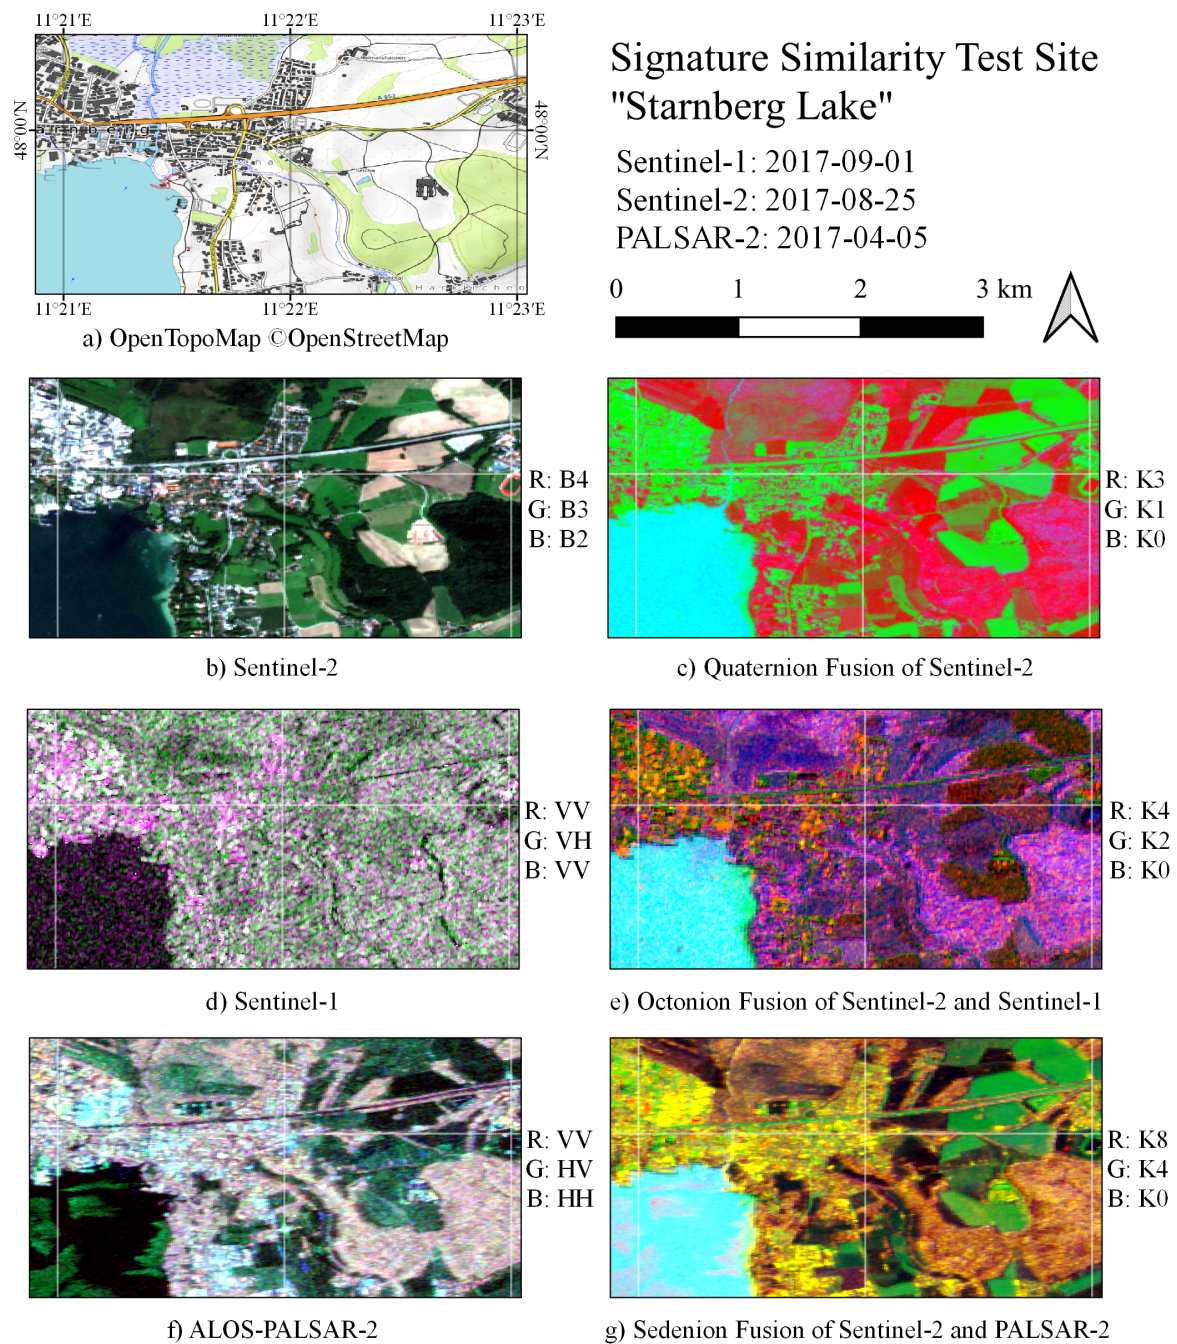 11°21′E 11°22′E 11°23′E
48°00′N
48°00′N
A 952
11°21′E 11°22′E 11°23′E
a) OpenTopoMap ©OpenStreetMap
Signature Similarity Test Site
"Starnberg Lake"
Sentinel-1: 2017-09-01
Sentinel-2: 2017-08-25
PALSAR-2: 2017-04-05
0 1 2 3 km
R: B4
G: B3
B: B2
b) Sentinel-2
R: K3
G: K1
B: K0
c) Quaternion Fusion of Sentinel-2
R: VV
G: VH
B: VV
d) Sentinel-1
R: K4
G: K2
B: K0
e) Octonion Fusion of Sentinel-2 and Sentinel-1
R: VV
G: HV
B: HH
f) ALOS-PALSAR-2
R: K8
G: K4
B: K0
g) Sedenion Fusion of Sentinel-2 and PALSAR-2